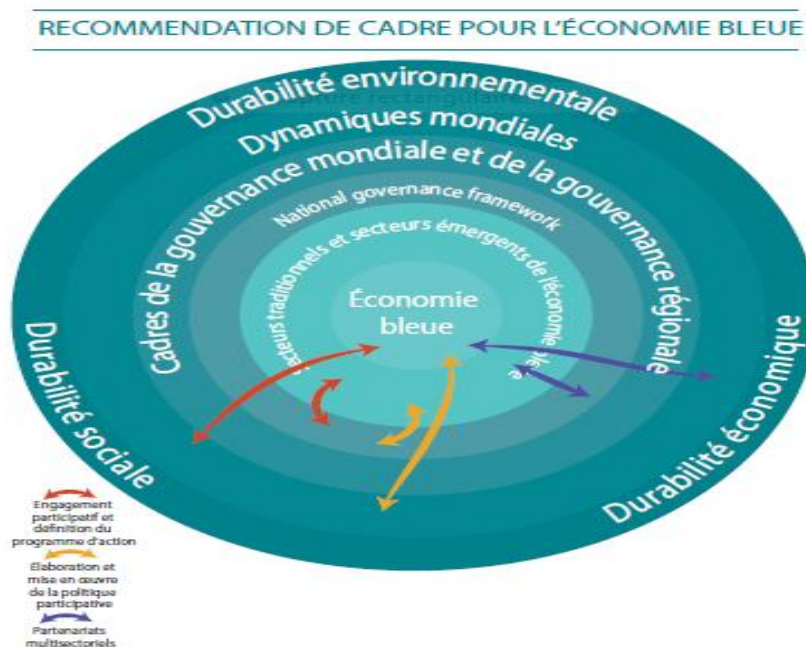 RECOMMENDATION DE CADRE POUR L'ÉCONOMIE BLEUE
Durabilité environnementale
capture rectangulaire
Dynamiques mondiales
Cadres de la gouvernance mondiale et de la gouvernance régionale
National governance framework
Secteurs traditionnels et secteurs émergents de l'économie bleue
Économie
bleue
Durabilité sociale
Durabilité économique
Engagement
participatif et
définition du
programme d'action
Élaboration et
mise en œuvre
de la politique
participative
Partenariats
multisectoriels